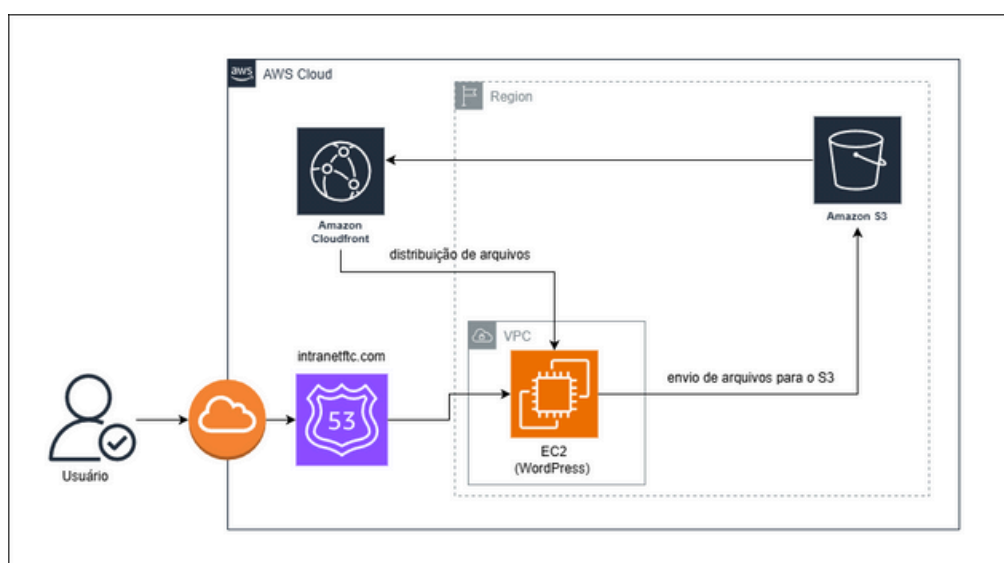 aws
AWS Cloud
Region
Amazon
Cloudfront
Amazon S3
distribuição de arquivos
VPC
intranetftc.com
53
envio de arquivos para o S3
EC2
(WordPress)
Usuário